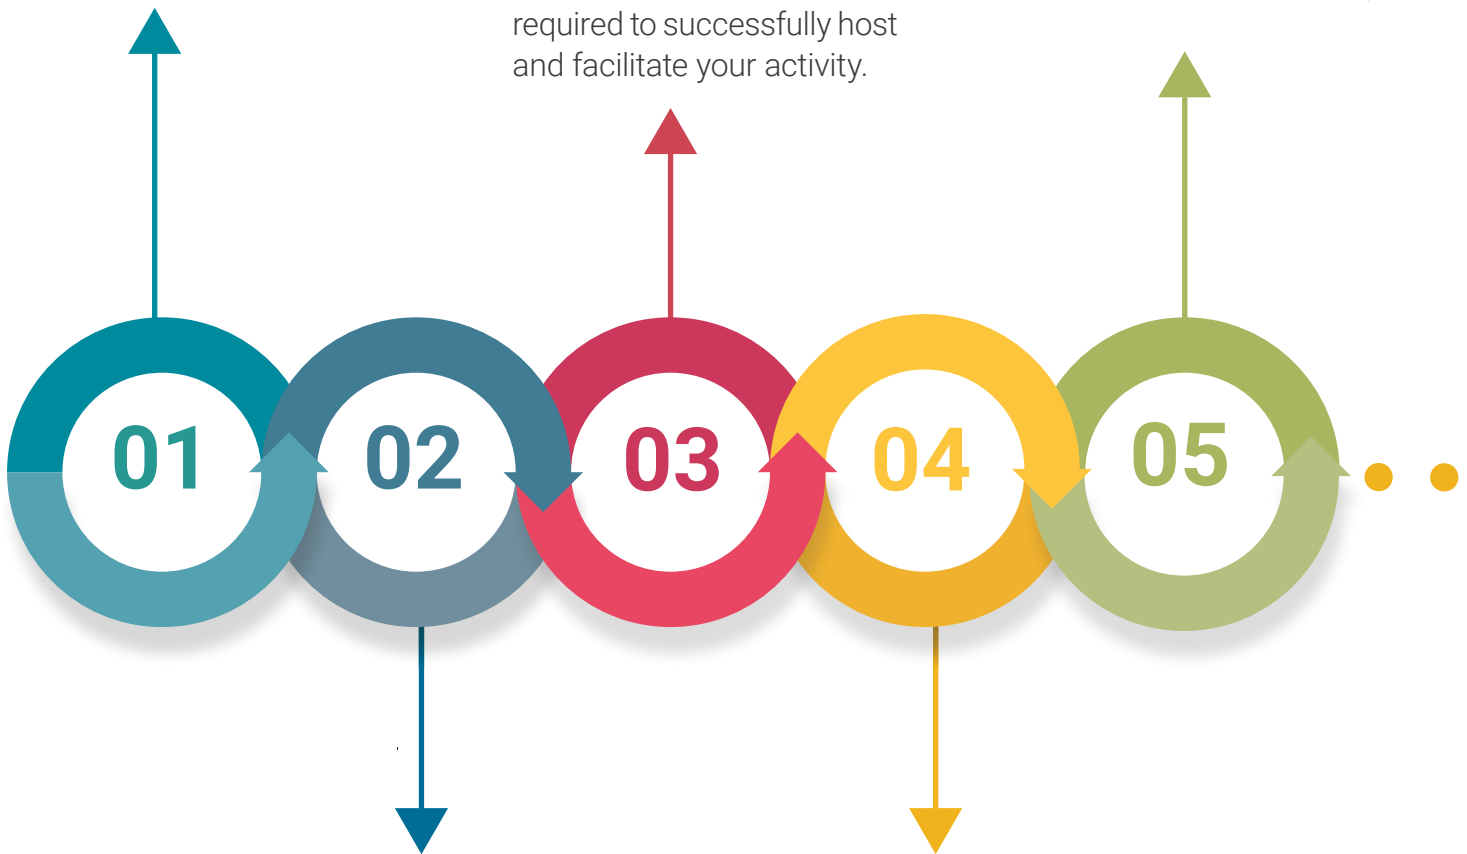 required to successfully host
and facilitate your activity.
01
02
03
04
05